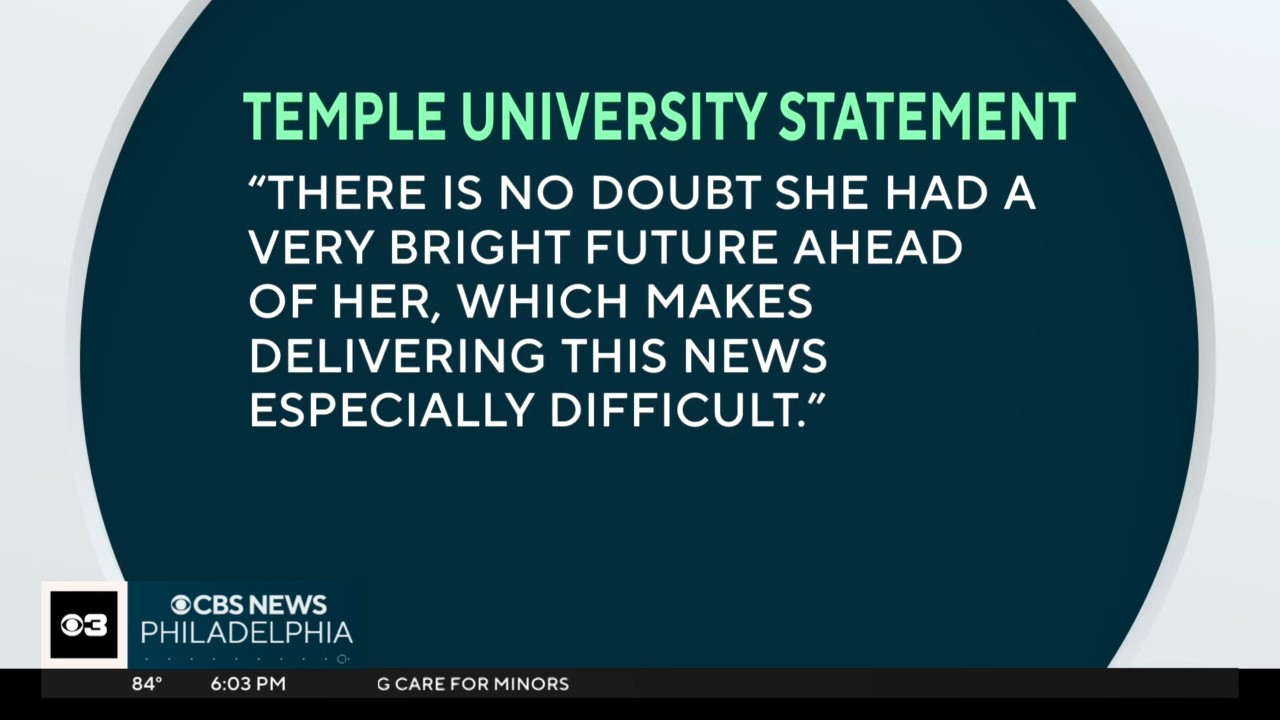 TEMPLE UNIVERSITY STATEMENT
“THERE IS NO DOUBT SHE HAD A
VERY BRIGHT FUTURE AHEAD
OF HER, WHICH MAKES
DELIVERING THIS NEWS
ESPECIALLY DIFFICULT.”
3
CBS NEWS
PHILADELPHIA
84° 6:03 PM G CARE FOR MINORS